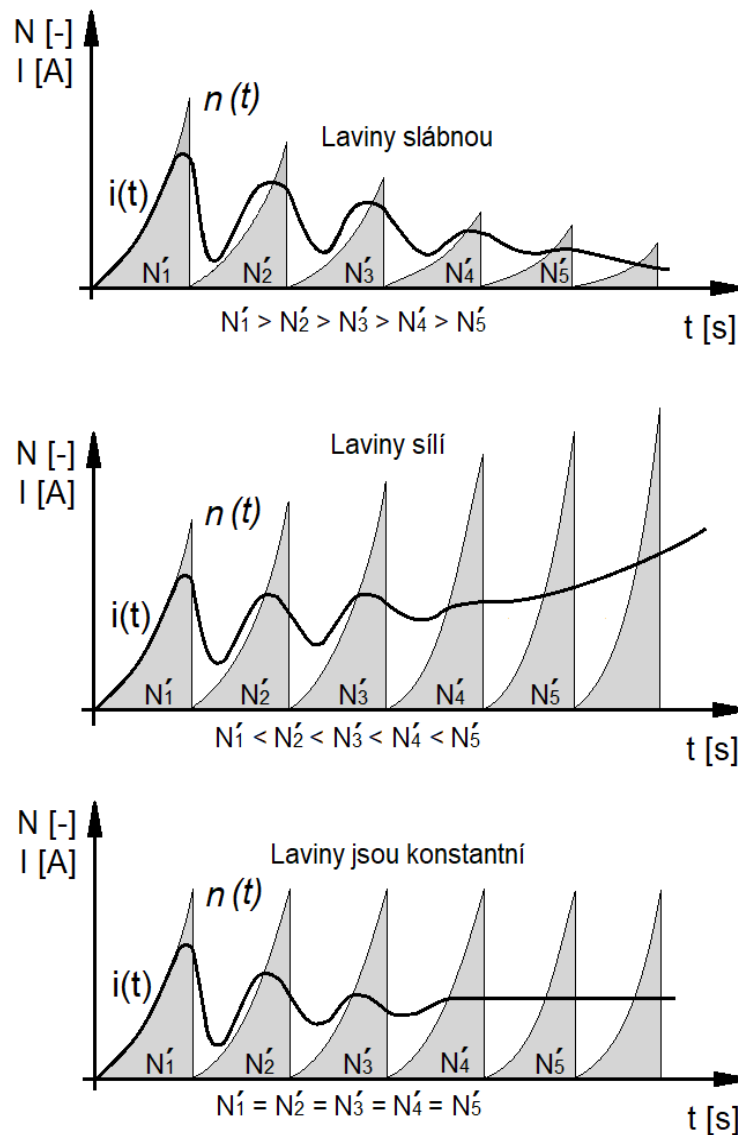 N [-]
I [A]
n (t)
Laviny slábnou
i(t)
N₁́ N₂́ N₃́ N₄́ N₅́
N₁́ > N₂́ > N₃́ > N₄́ > N₅́
t [s]
N [-]
I [A]
Laviny sílí
n (t)
i(t)
N₁́ N₂́ N₃́ N₄́ N₅́
N₁́ < N₂́ < N₃́ < N₄́ < N₅́
t [s]
N [-]
I [A]
Laviny jsou konstantní
n (t)
i(t)
N₁́ N₂́ N₃́ N₄́ N₅́
N₁́ = N₂́ = N₃́ = N₄́ = N₅́
t [s]